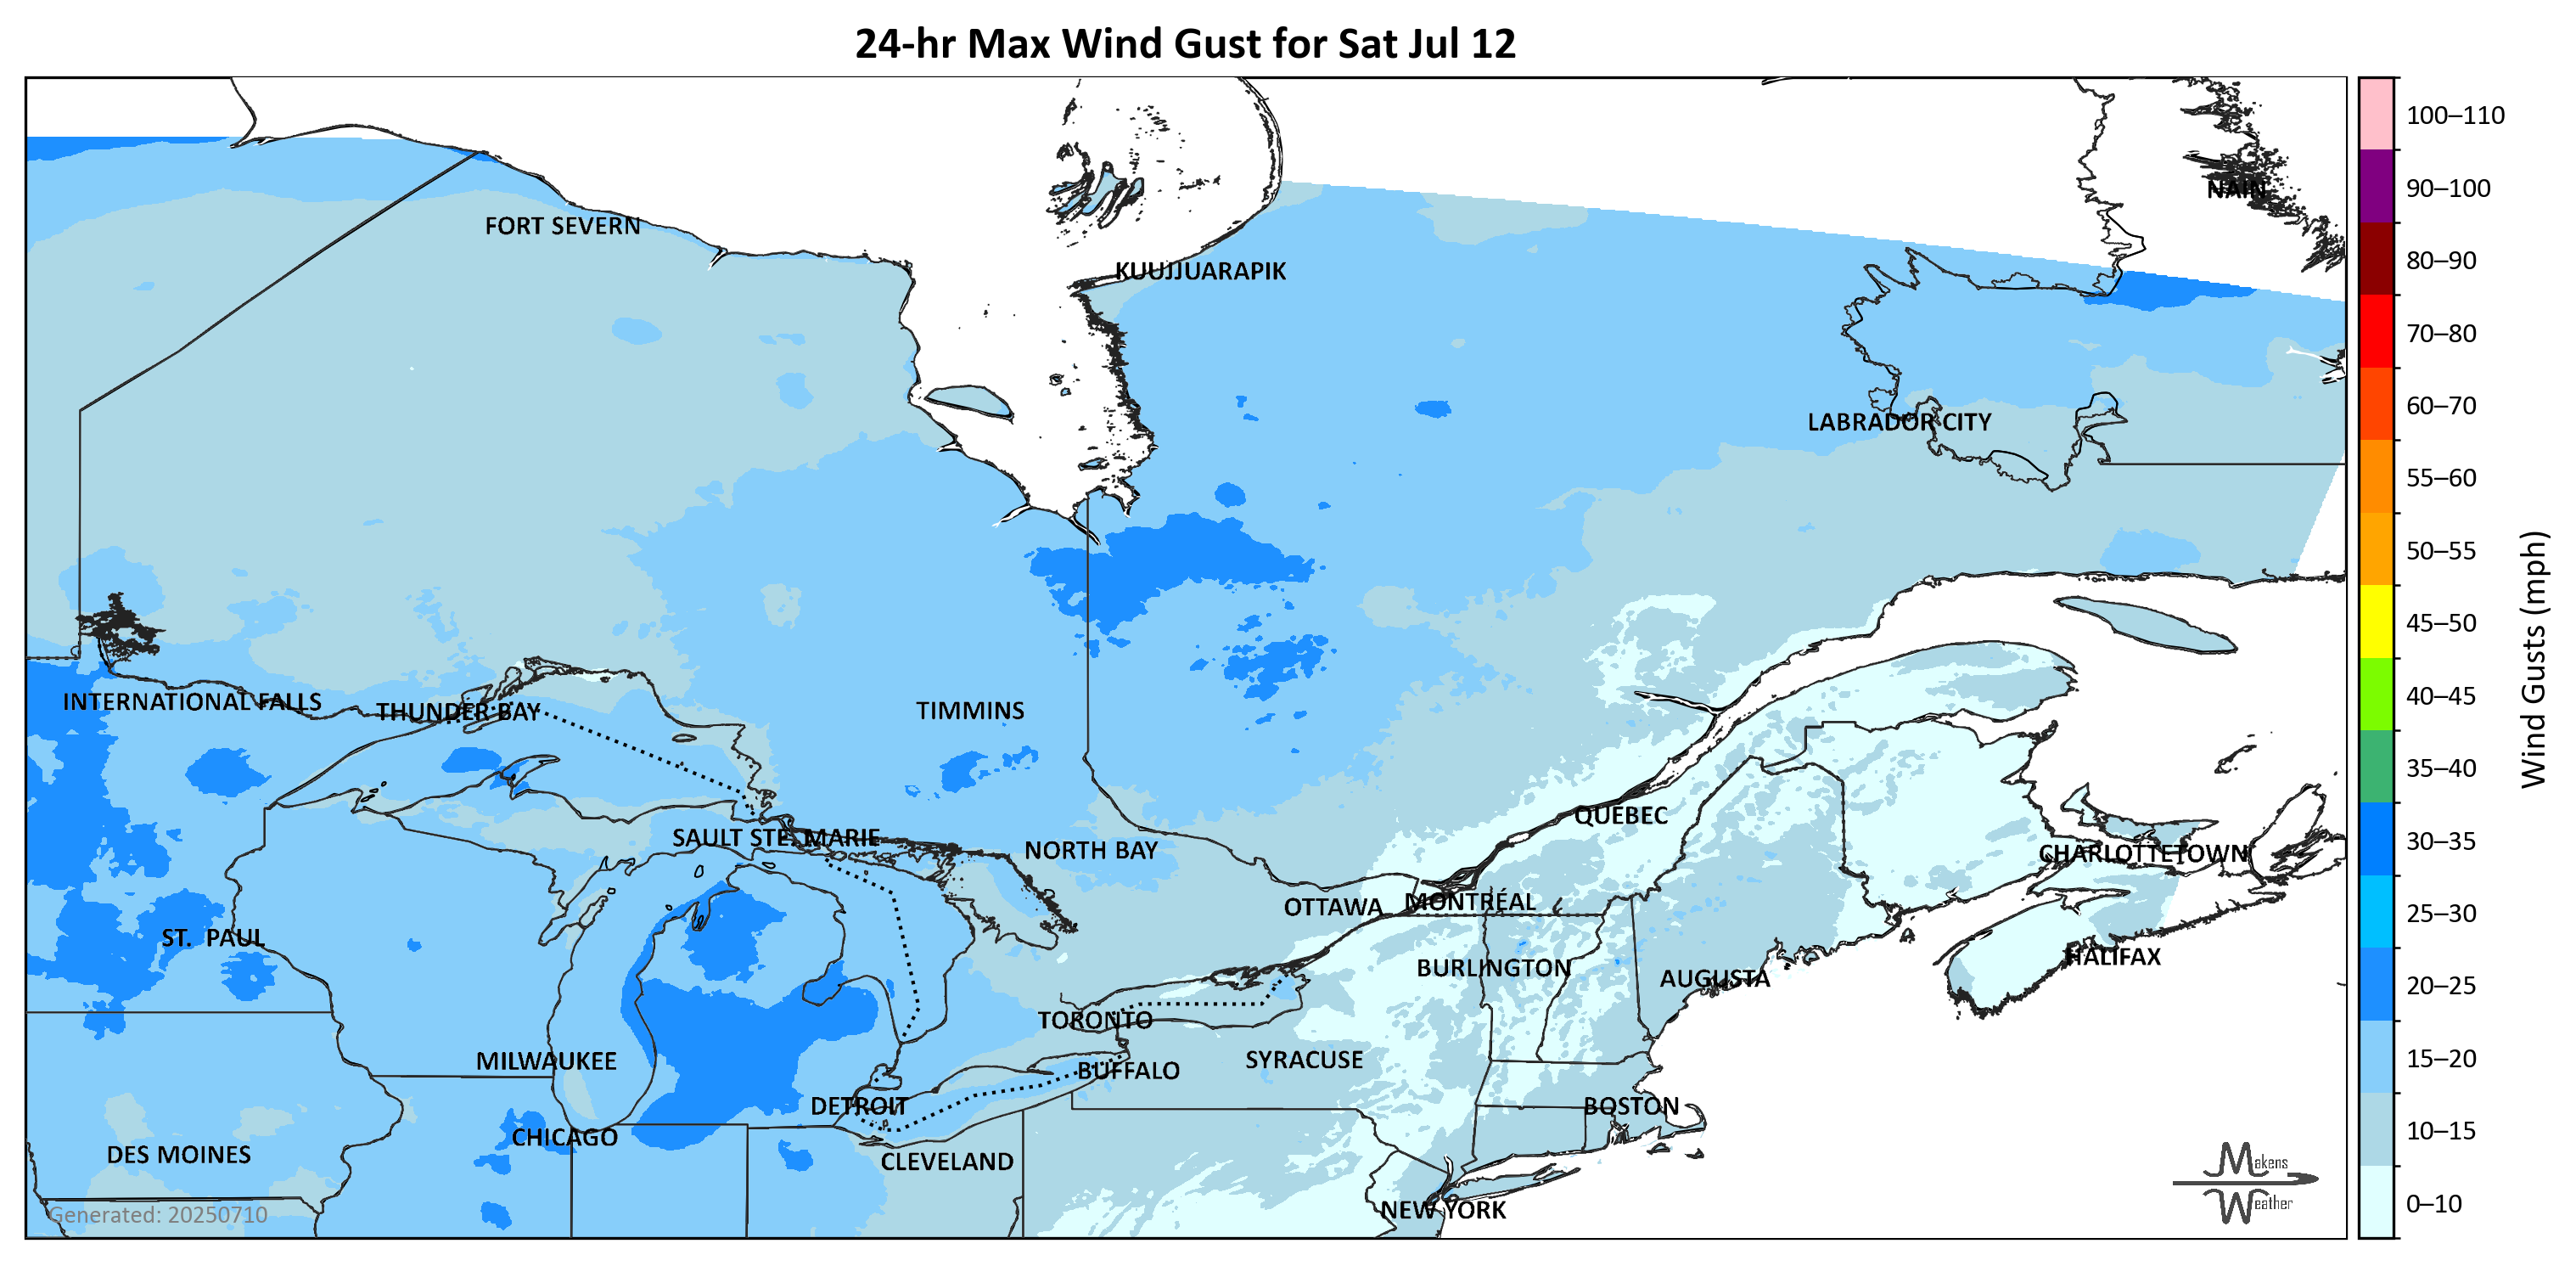 24-hr Max Wind Gust for Sat Jul 12
100–110
90–100
NAIN
FORT SEVERN
80–90
KUUJJUARAPIK
70–80
60–70
LABRADOR CITY
55–60
50–55
45–50
Wind Gusts (mph)
40–45
INTERNATIONAL FALLS
THUNDER BAY
TIMMINS
35–40
QUEBEC
SAULT STE. MARIE
30–35
NORTH BAY
CHARLOTTETOWN
OTTAWA
MONTRÉAL
25–30
ST. PAUL
HALIFAX
BURLINGTON
AUGUSTA
20–25
TORONTO
MILWAUKEE
SYRACUSE
15–20
BUFFALO
DETROIT
BOSTON
CHICAGO
10–15
DES MOINES
CLEVELAND
Makens
Weather
0–10
NEW YORK
Generated: 20250710